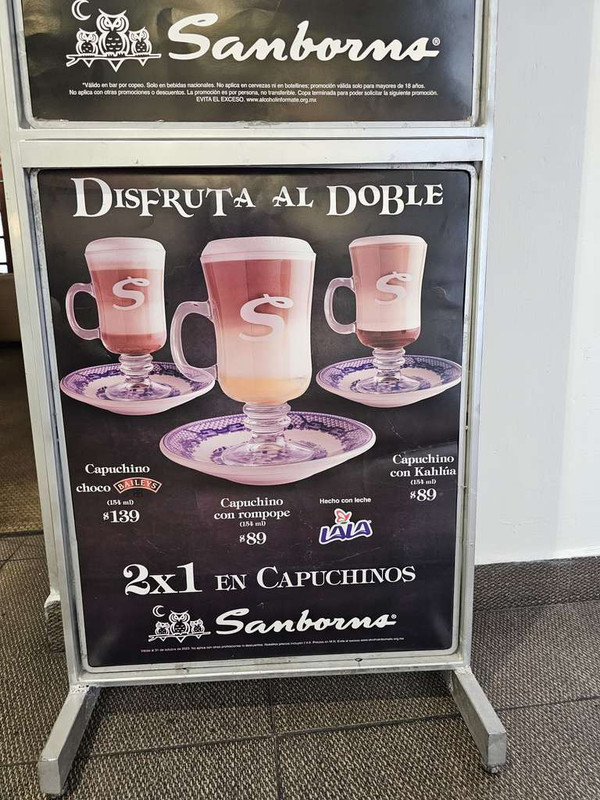 Sanborns®
*Válido en bar por copeo. Solo en bebidas nacionales. No aplica en cervezas ni en botellines; promoción válida solo para mayores de 18 años.
No aplica con otras promociones o descuentos. La promoción es por persona, no transferible. Copa terminada para poder solicitar la siguiente promoción.
EVITA EL EXCESO. www.alcoholinformate.org.mx
DISFRUTA AL DOBLE
S
S
S
Capuchino
choco BAILEYS
(154 ml)
$139
Capuchino
con rompope
(154 ml)
$89
Hecho con leche
LALA
Capuchino
con Kahlúa
(154 ml)
$89
2x1 EN CAPUCHINOS
Sanborns®